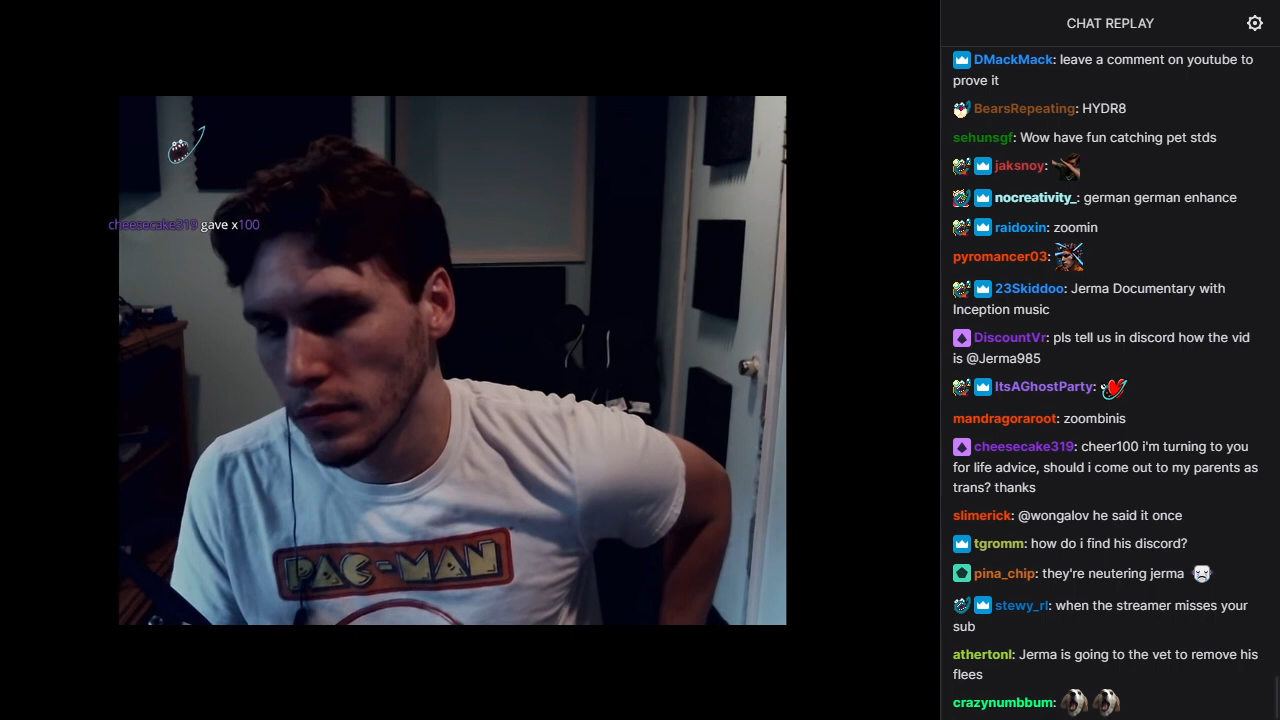 CHAT REPLAY
DMackMack: leave a comment on youtube to
prove it
BearsRepeating: HYDR8
sehunsgf: Wow have fun catching pet stds
jaksnoy:
nocreativity_: german german enhance
raidoxin: zoomin
pyromancer03:
23Skiddoo: Jerma Documentary with
Inception music
DiscountVr: pls tell us in discord how the vid
is @Jerma985
ItsAGhostParty:
mandragoraroot: zoombinis
cheesecake319: cheer100 i'm turning to you
for life advice, should i come out to my parents as
trans? thanks
slimerick: @wongalov he said it once
tgromm: how do i find his discord?
pina_chip: they're neutering jerma
stewy_rl: when the streamer misses your
sub
athertonl: Jerma is going to the vet to remove his
flees
crazynumbbum:
cheesecake319 gave x100
PAC-MAN